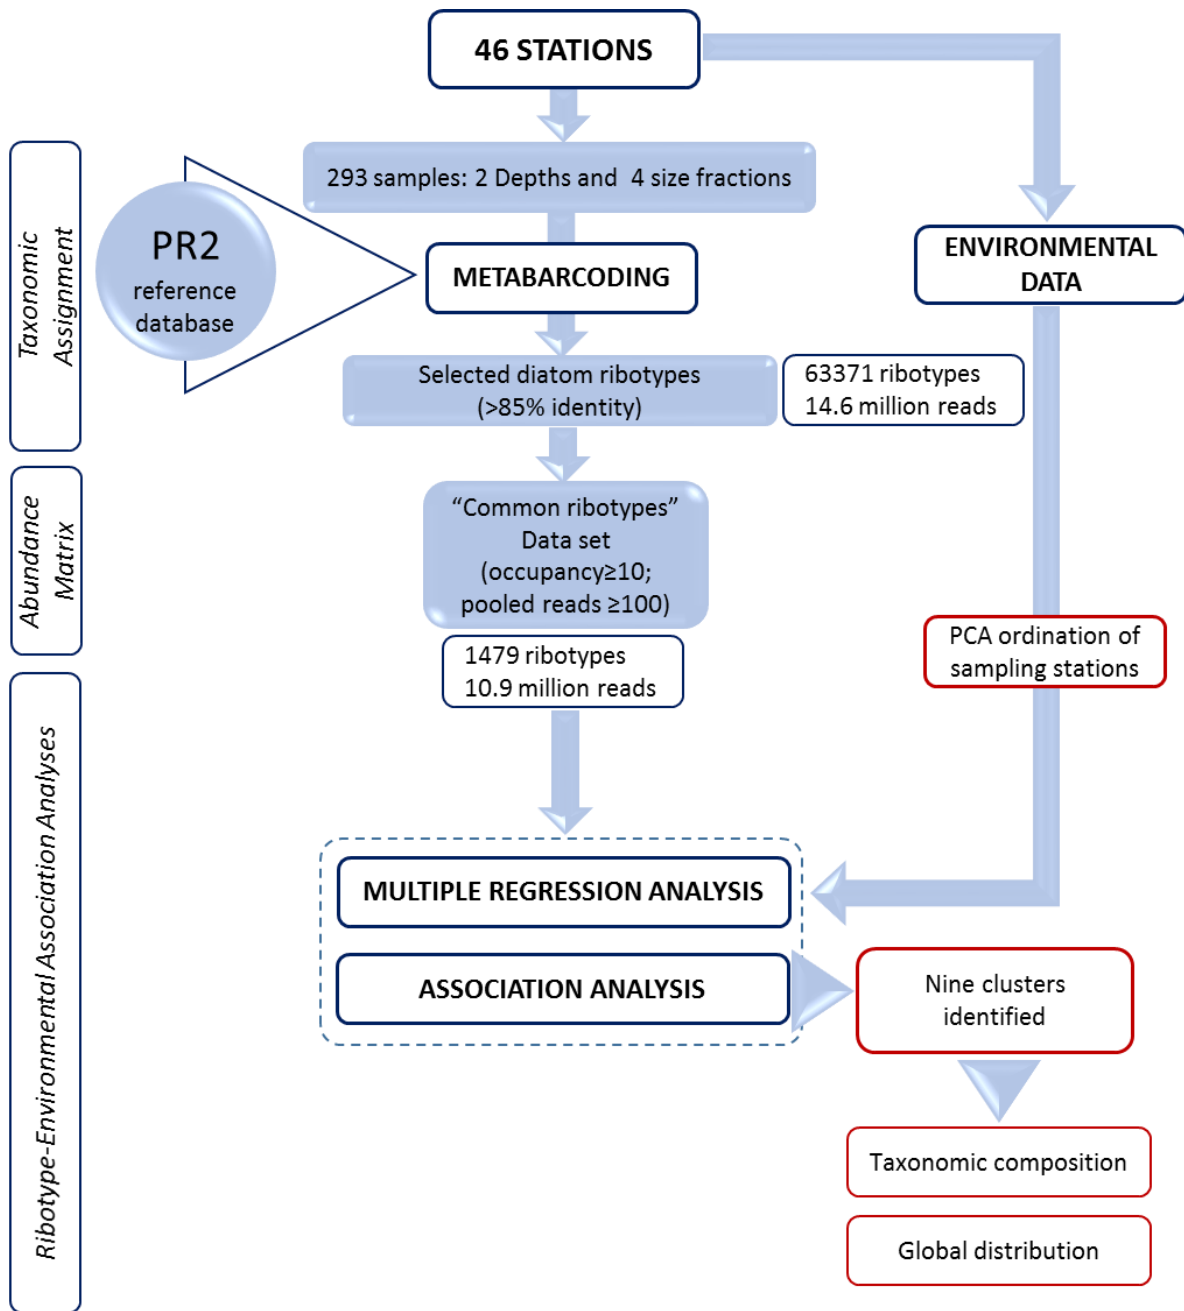 46 STATIONS
293 samples: 2 Depths and 4 size fractions
Taxonomic
Assignment
PR2
reference
database
METABARCODING
ENVIRONMENTAL
DATA
Selected diatom ribotypes
(>85% identity)
63371 ribotypes
14.6 million reads
Abundance
Matrix
“Common ribotypes”
Data set
(occupancy≥10;
pooled reads ≥100)
1479 ribotypes
10.9 million reads
PCA ordination of
sampling stations
Ribotype-Environmental Association Analyses
MULTIPLE REGRESSION ANALYSIS
ASSOCIATION ANALYSIS
Nine clusters
identified
Taxonomic composition
Global distribution